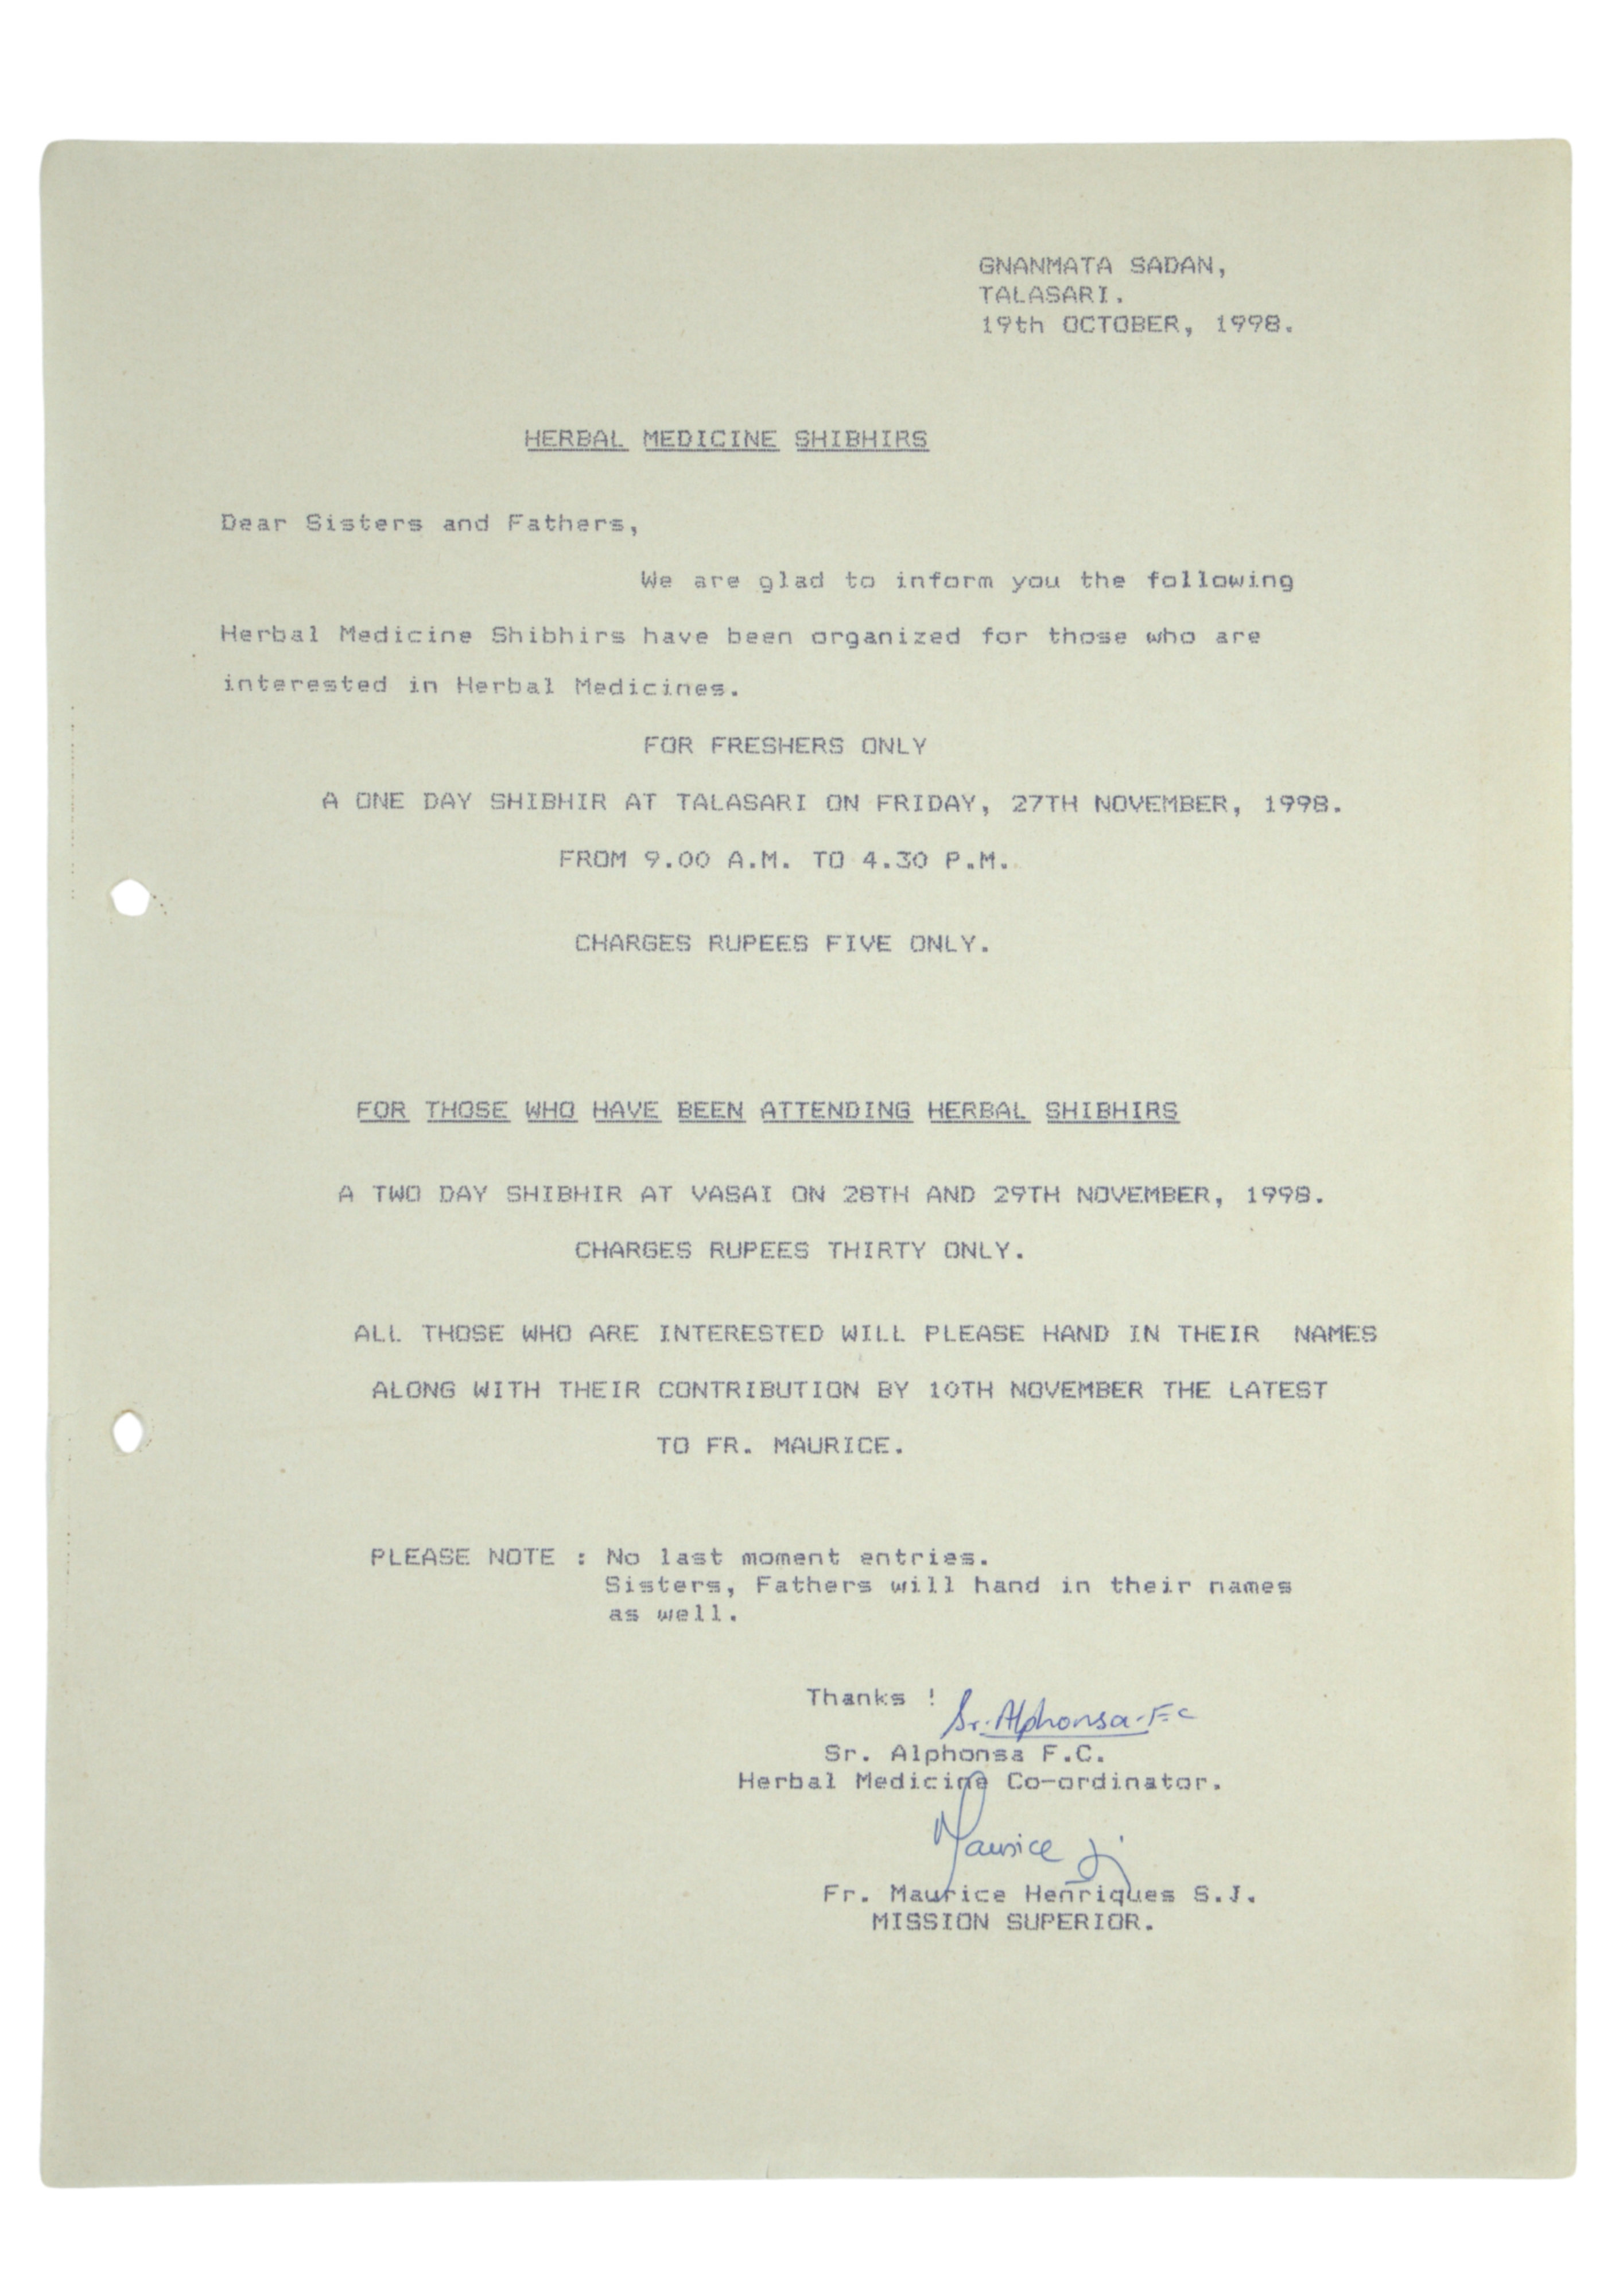 GNANMATA SADAN,
TALASARI.
19th OCTOBER, 1998.
HERBAL MEDICINE SHIBHIRS
Dear Sisters and Fathers,
We are glad to inform you the following
Herbal Medicine Shibhirs have been organized for those who are
interested in Herbal Medicines.
FOR FRESHERS ONLY
A ONE DAY SHIBHIR AT TALASARI ON FRIDAY, 27TH NOVEMBER, 1998.
FROM 9.00 A.M. TO 4.30 P.M.
CHARGES RUPEES FIVE ONLY.
FOR THOSE WHO HAVE BEEN ATTENDING HERBAL SHIBHIRS
A TWO DAY SHIBHIR AT VASAI ON 28TH AND 29TH NOVEMBER, 1998.
CHARGES RUPEES THIRTY ONLY.
ALL THOSE WHO ARE INTERESTED WILL PLEASE HAND IN THEIR NAMES
ALONG WITH THEIR CONTRIBUTION BY 10TH NOVEMBER THE LATEST
TO FR. MAURICE.
PLEASE NOTE : No last moment entries.
Sisters, Fathers will hand in their names
as well.
Thanks !
Sr. Alphonsa F.C
Sr. Alphonsa F.C.
Herbal Medicine Co-ordinator.
Maurice
Fr. Maurice Henriques S.J.
MISSION SUPERIOR.